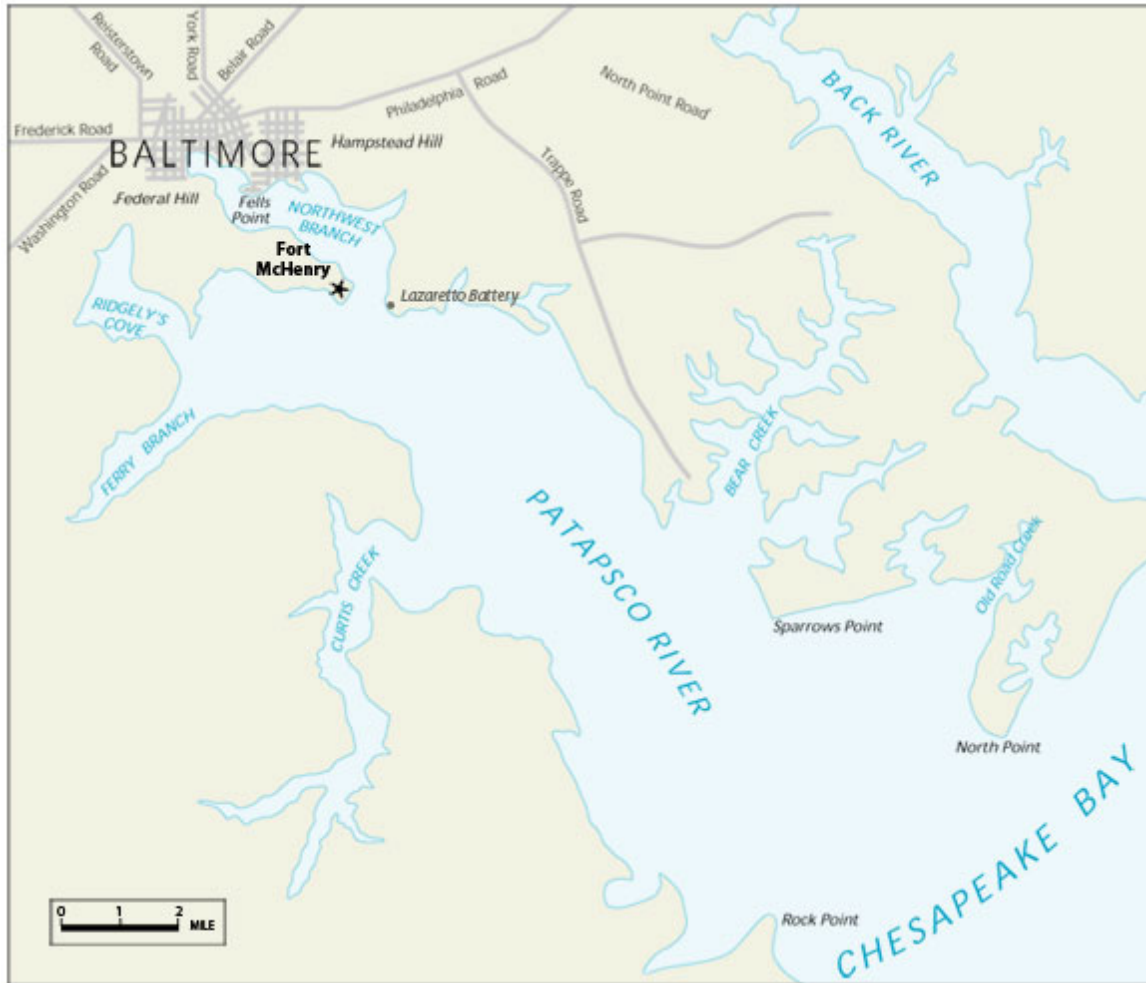 Reisterstown
Road
York Road
Belair Road
Philadelphia Road
North Point Road
BACK RIVER
Frederick Road
BALTIMORE
Hampstead Hill
Trappe Road
Washington Road
Federal Hill
Fells
Point
NORTHWEST
BRANCH
Fort
McHenry
Lazaretto Battery
RIDGELY'S
COVE
FERRY BRANCH
BEAR CREEK
PATAPSCO RIVER
CURTIS CREEK
Old Road Creek
Sparrows Point
North Point
CHESAPEAKE BAY
Rock Point
0 1 2
MILE